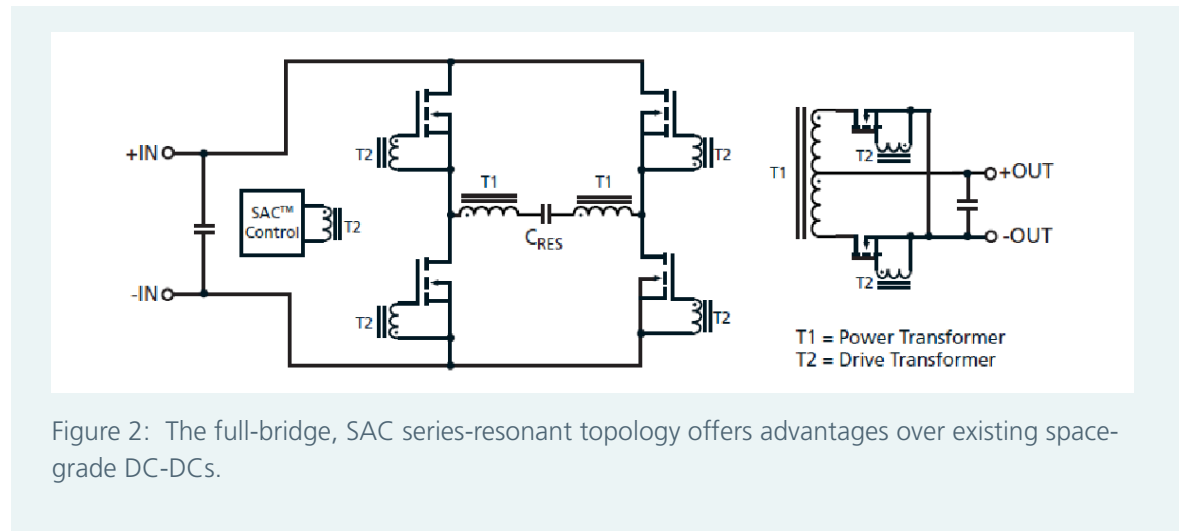 +IN
-IN
SAC™
Control
T2
T2
T2
T1
T1
CRES
T2
T2
T1
T2
T2
+OUT
-OUT
T1 = Power Transformer
T2 = Drive Transformer
Figure 2: The full-bridge, SAC series-resonant topology offers advantages over existing space-
grade DC-DCs.